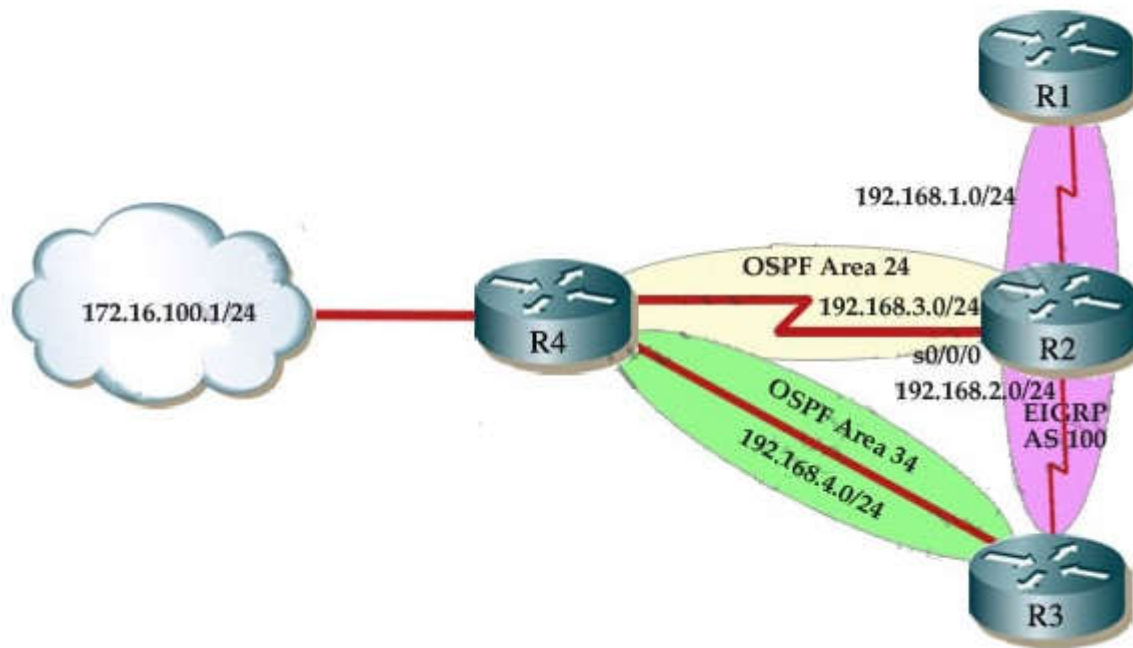 R1
192.168.1.0/24
OSPF Area 24
192.168.3.0/24
172.16.100.1/24
R4
R2
s0/0/0
192.168.2.0/24
EIGRP
AS 100
OSPF Area 34
192.168.4.0/24
R3